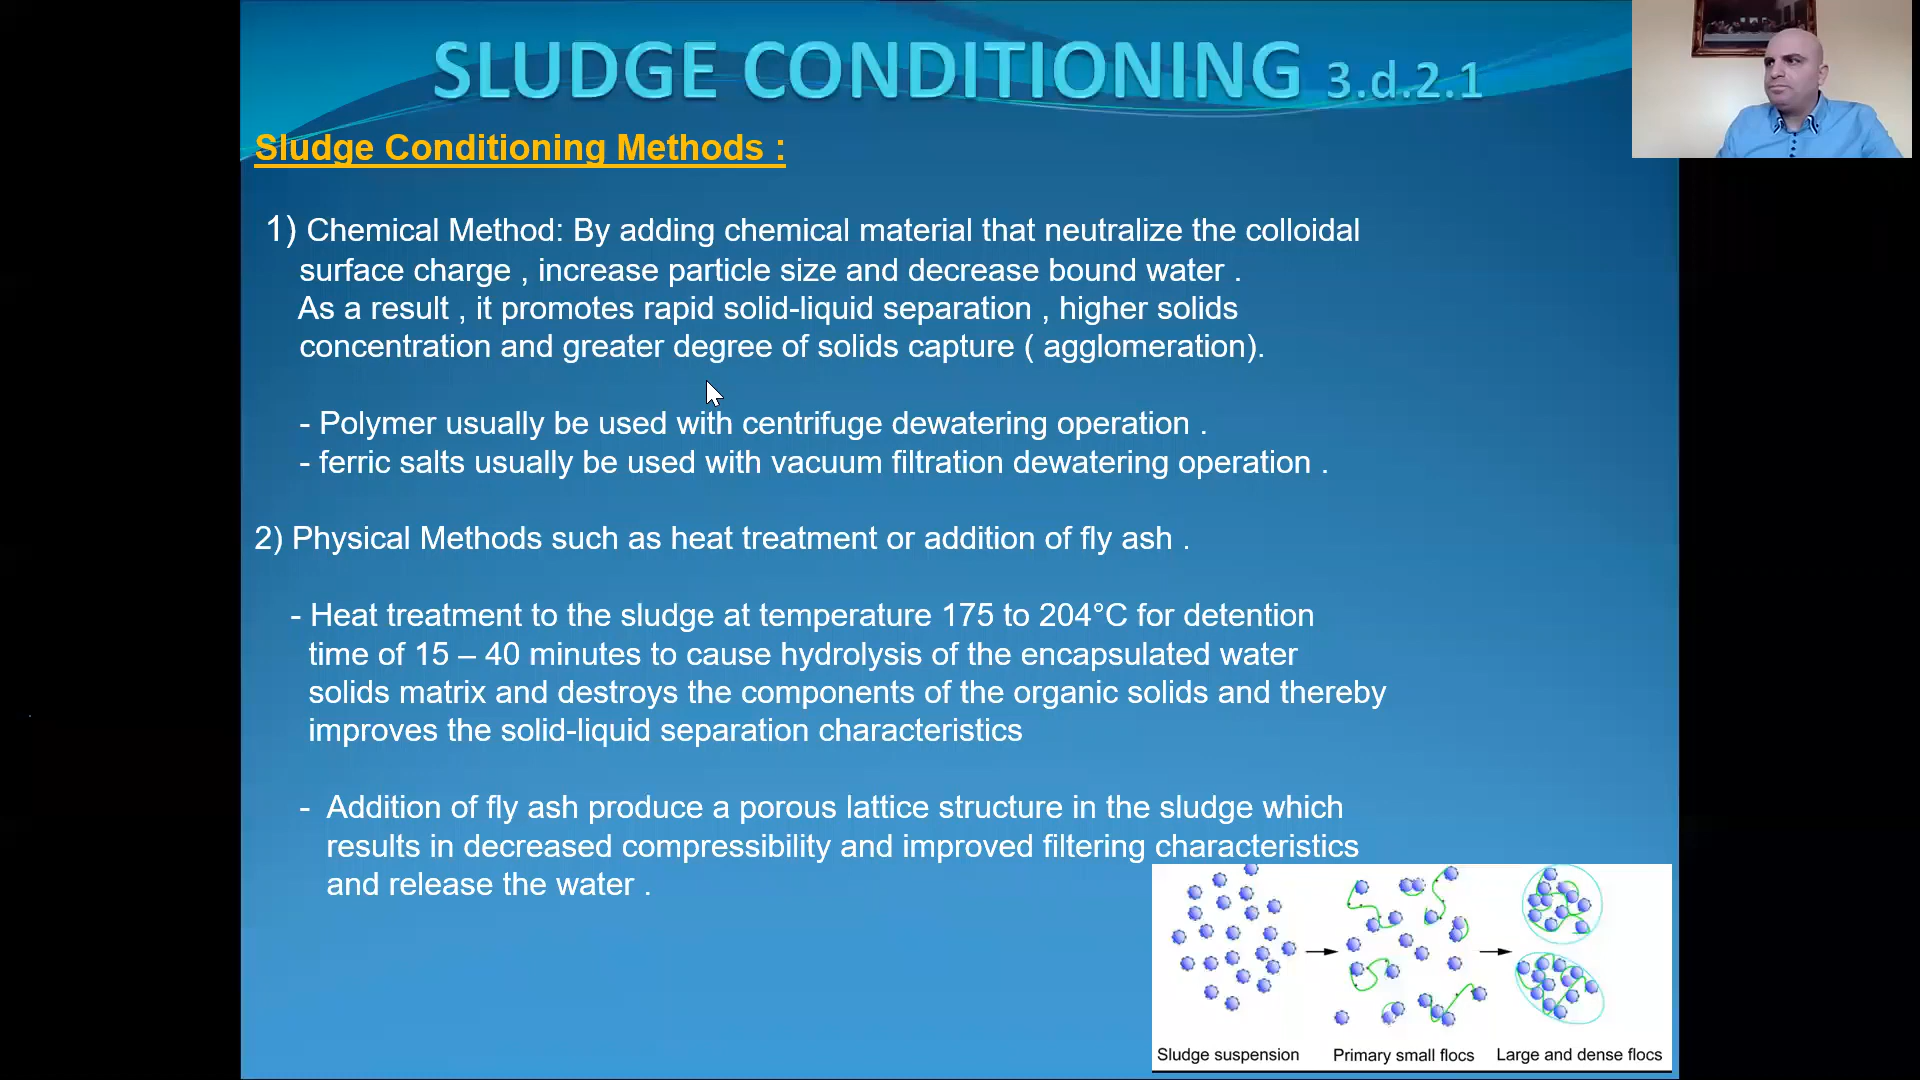 SLUDGE CONDITIONING 3.d.2.1
Sludge Conditioning Methods :
1) Chemical Method: By adding chemical material that neutralize the colloidal
surface charge , increase particle size and decrease bound water .
As a result , it promotes rapid solid-liquid separation , higher solids
concentration and greater degree of solids capture ( agglomeration).
- Polymer usually be used with centrifuge dewatering operation .
- ferric salts usually be used with vacuum filtration dewatering operation .
2) Physical Methods such as heat treatment or addition of fly ash .
- Heat treatment to the sludge at temperature 175 to 204°C for detention
time of 15 – 40 minutes to cause hydrolysis of the encapsulated water
solids matrix and destroys the components of the organic solids and thereby
improves the solid-liquid separation characteristics
- Addition of fly ash produce a porous lattice structure in the sludge which
results in decreased compressibility and improved filtering characteristics
and release the water .
Sludge suspension Primary small flocs Large and dense flocs